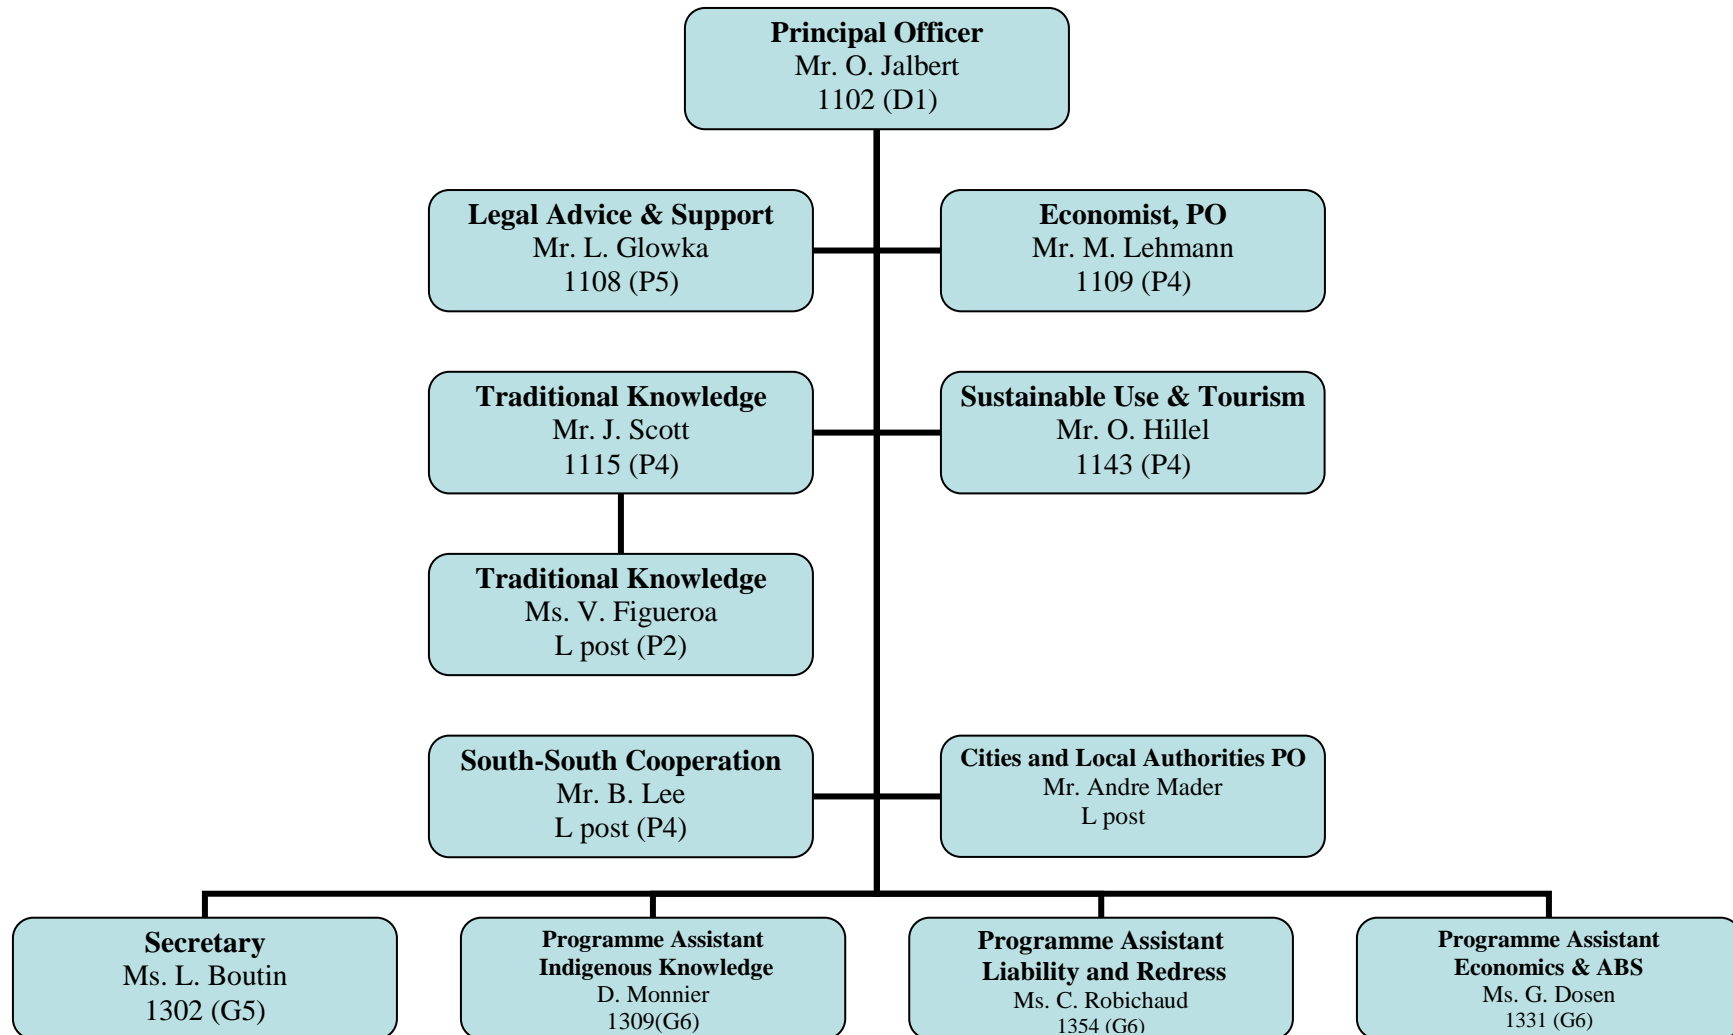 Principal Officer
Mr. O. Jalbert
1102 (D1)
Legal Advice & Support
Mr. L. Glowka
1108 (P5)
Economist, PO
Mr. M. Lehmann
1109 (P4)
Traditional Knowledge
Mr. J. Scott
1115 (P4)
Sustainable Use & Tourism
Mr. O. Hillel
1143 (P4)
Traditional Knowledge
Ms. V. Figueroa
L post (P2)
South-South Cooperation
Mr. B. Lee
L post (P4)
Cities and Local Authorities PO
Mr. Andre Mader
L post
Secretary
Ms. L. Boutin
1302 (G5)
Programme Assistant
Indigenous Knowledge
D. Monnier
1309(G6)
Programme Assistant
Liability and Redress
Ms. C. Robichaud
1354 (G6)
Programme Assistant
Economics & ABS
Ms. G. Dosen
1331 (G6)